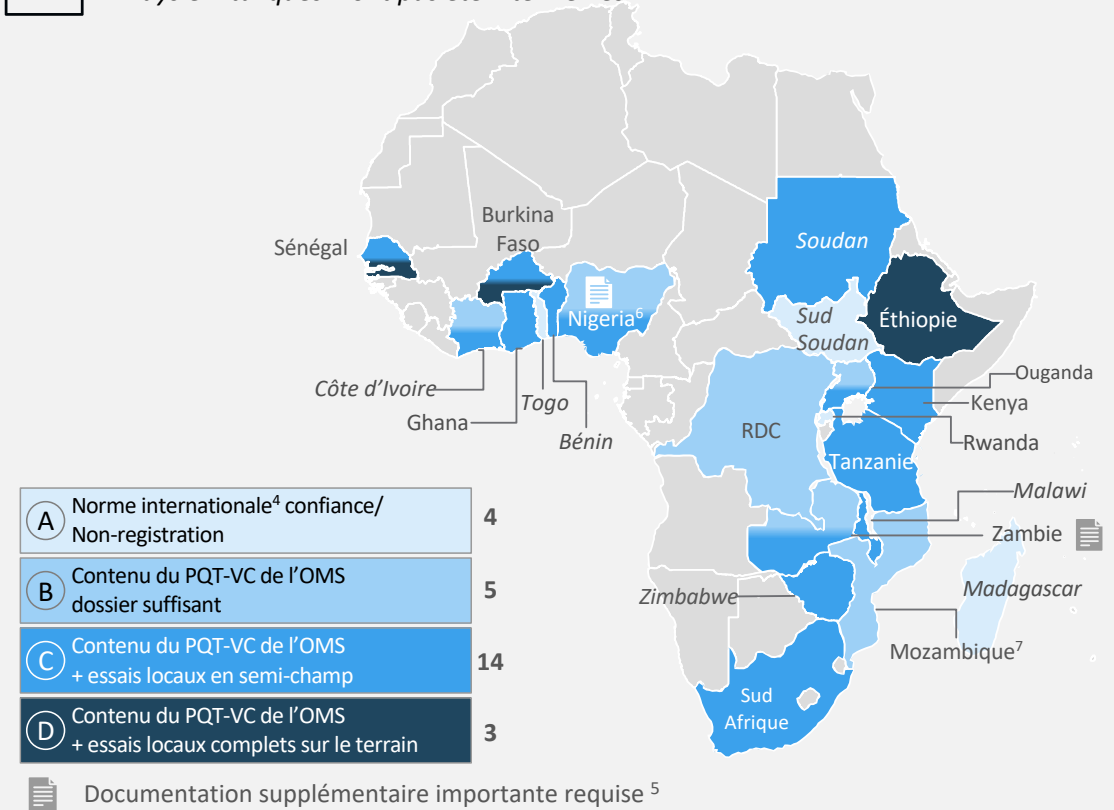 Burkina
Faso
Sénégal
Soudan
Nigeria⁶
Sud
Soudan
Éthiopie
Côte d'Ivoire
Ghana
Togo
Bénin
Ouganda
Kenya
RDC
Rwanda
Tanzanie
Malawi
Zambie
Zimbabwe
Madagascar
Mozambique⁷
Sud
Afrique
A Norme internationale⁴ confiance/
Non-registration
4
B Contenu du PQT-VC de l'OMS
dossier suffisant
5
C Contenu du PQT-VC de l'OMS
+ essais locaux en semi-champ
14
D Contenu du PQT-VC de l'OMS
+ essais locaux complets sur le terrain
3
Documentation supplémentaire importante requise ⁵